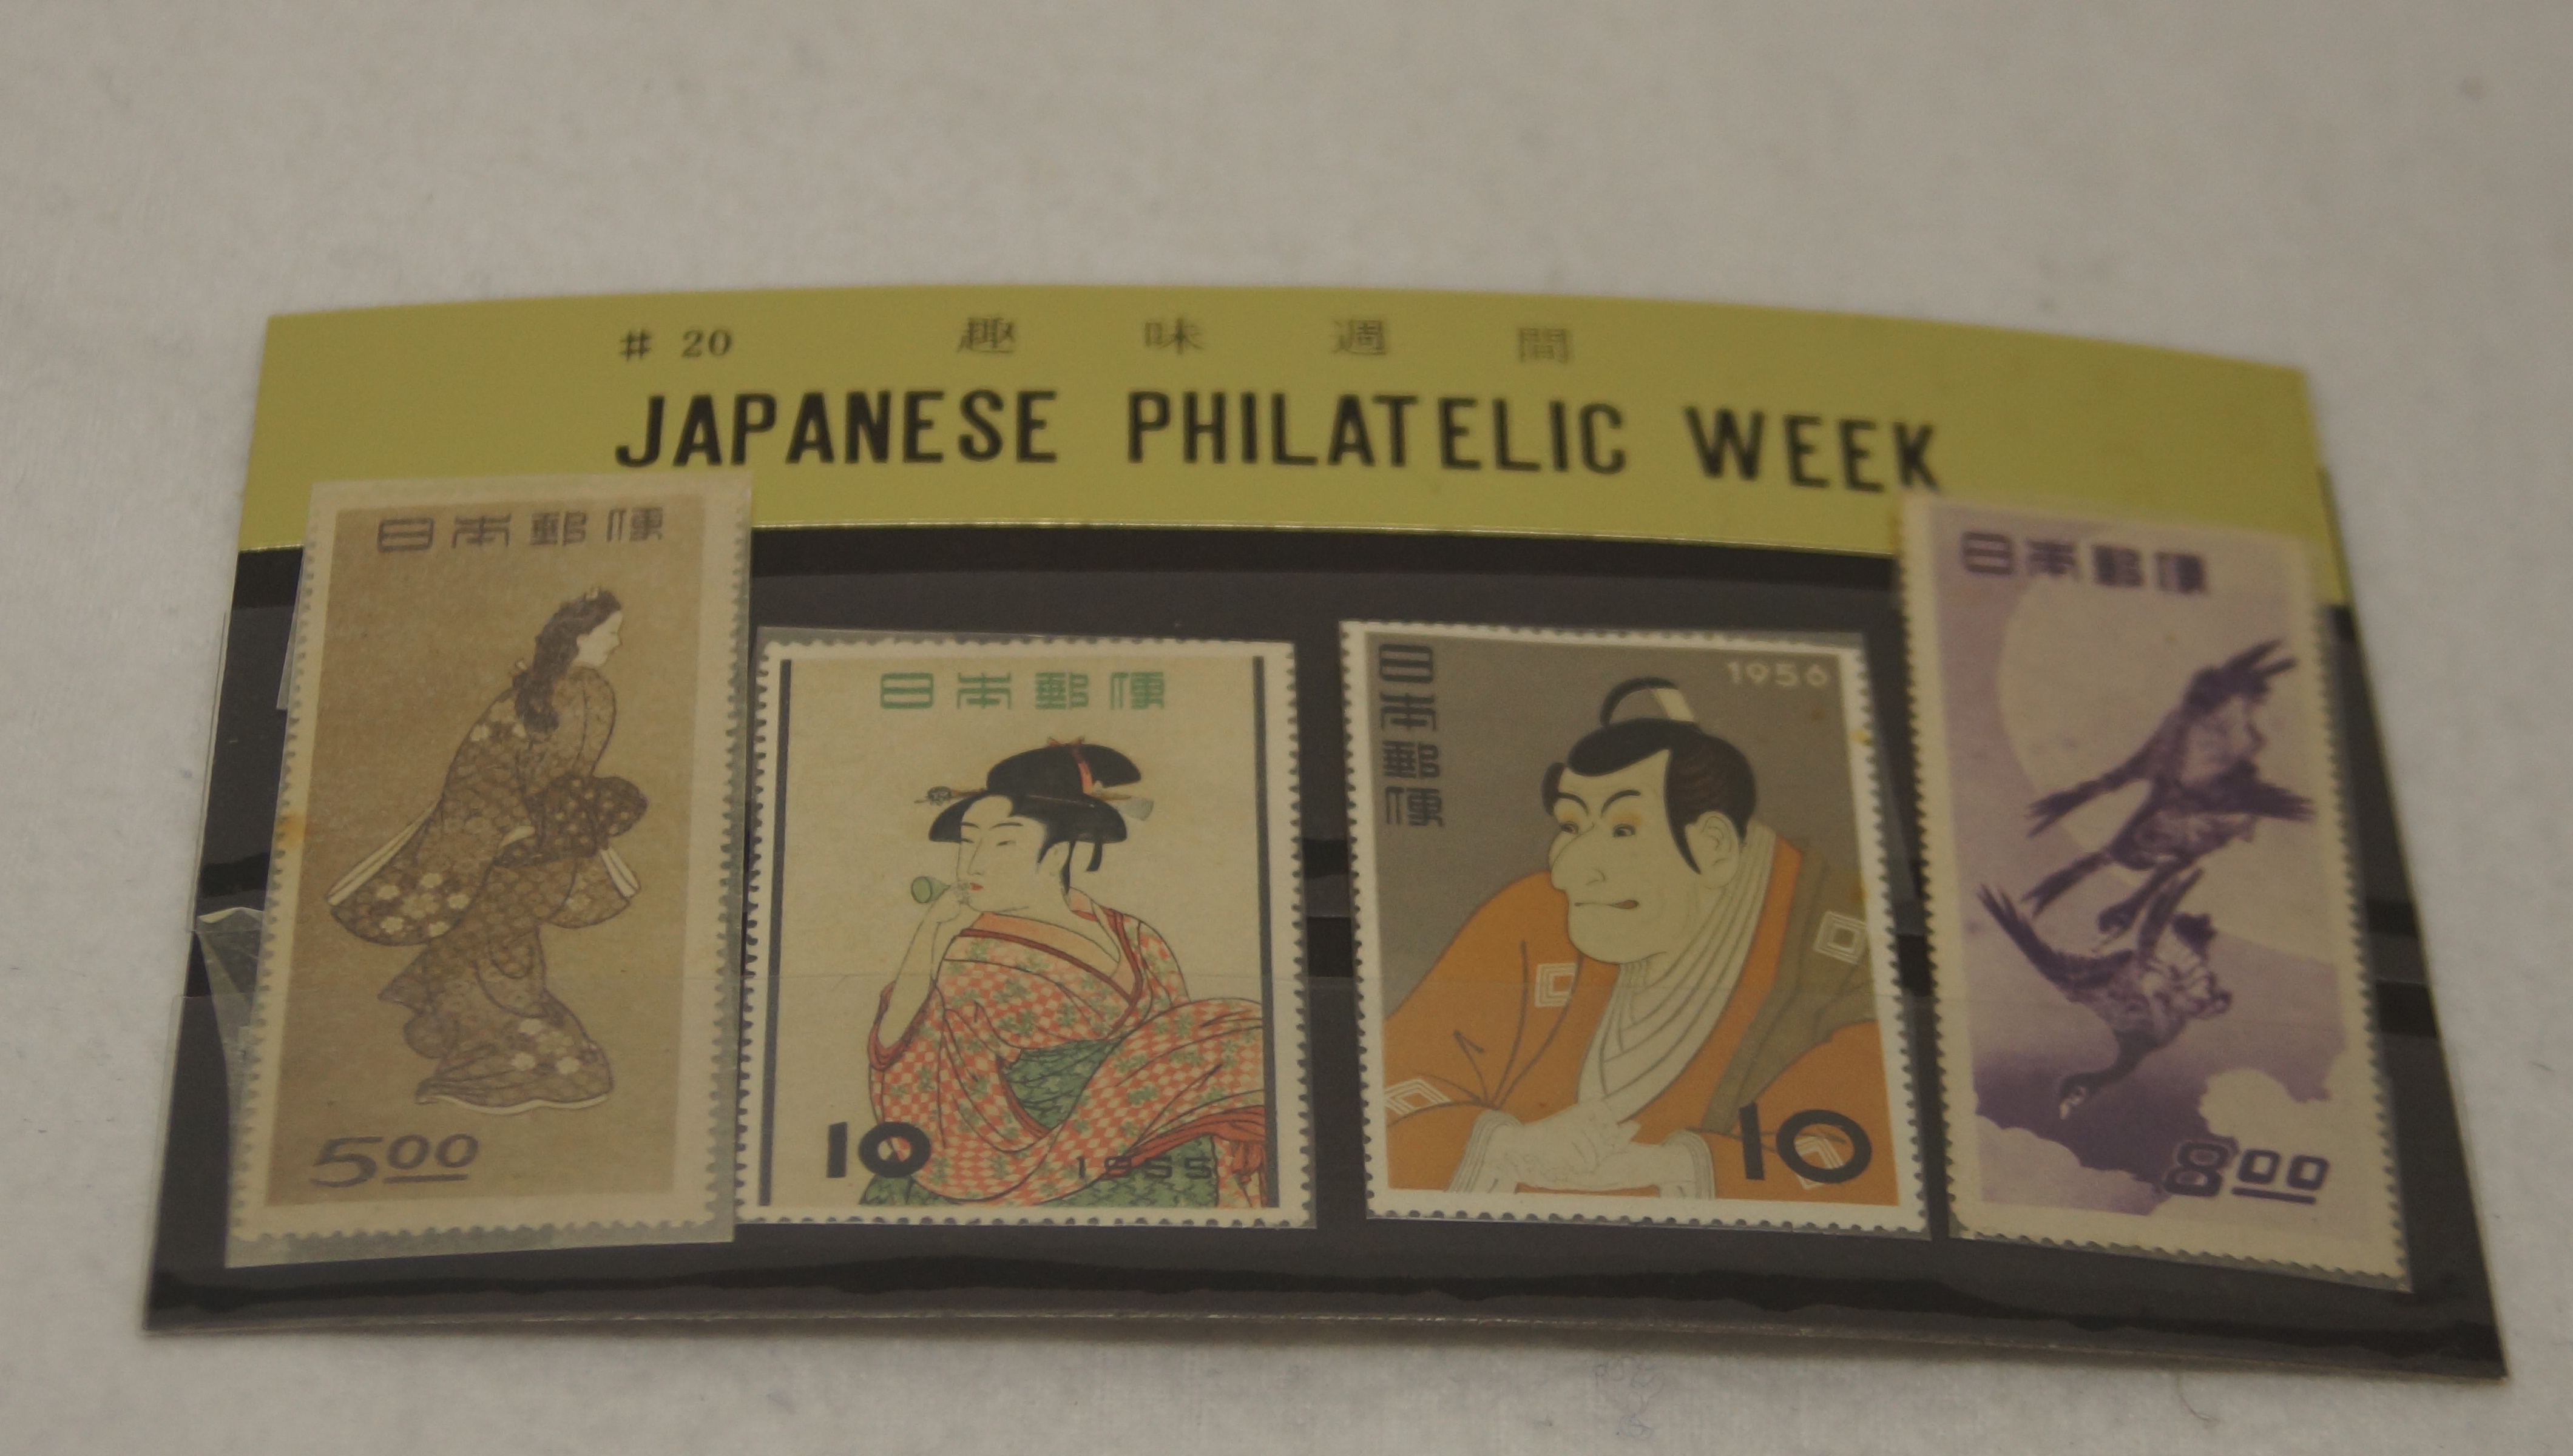 # 20 趣味週間
JAPANESE PHILATELIC WEEK
日本郵便
5.00
日本郵便
10
1955
日本郵便
1956
10
日本郵便
8.00